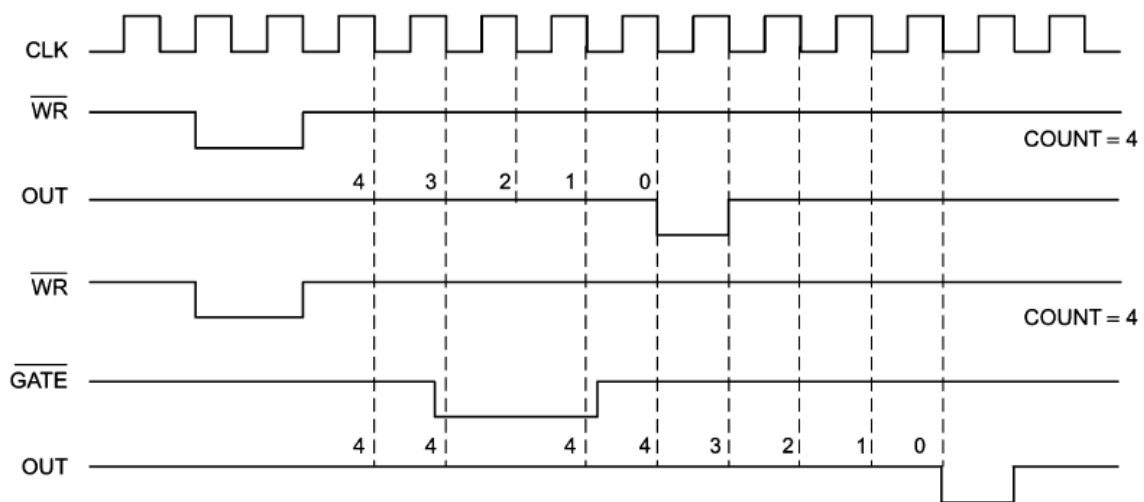 CLK
WR
COUNT = 4
4 3 2 1 0
OUT
WR
COUNT = 4
GATE
4 4 4 4 3 2 1 0
OUT